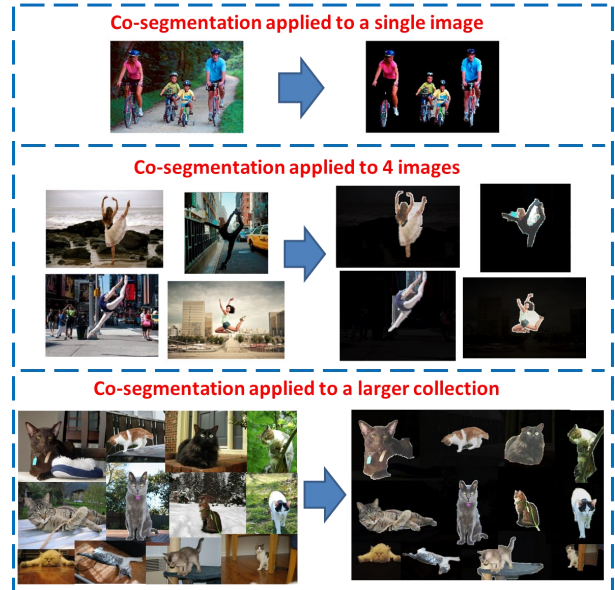 Co-segmentation applied to a single image
Co-segmentation applied to 4 images
Co-segmentation applied to a larger collection